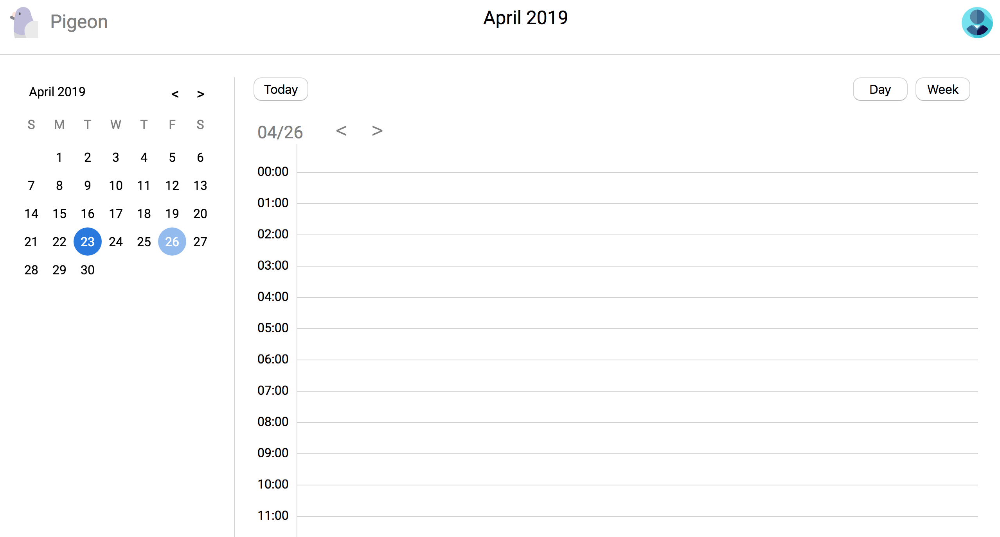 Pigeon
April 2019
April 2019 < >
S M T W T F S
1 2 3 4 5 6
7 8 9 10 11 12 13
14 15 16 17 18 19 20
21 22 23 24 25 26 27
28 29 30
Today
Day
Week
04/26 < >
00:00
01:00
02:00
03:00
04:00
05:00
06:00
07:00
08:00
09:00
10:00
11:00